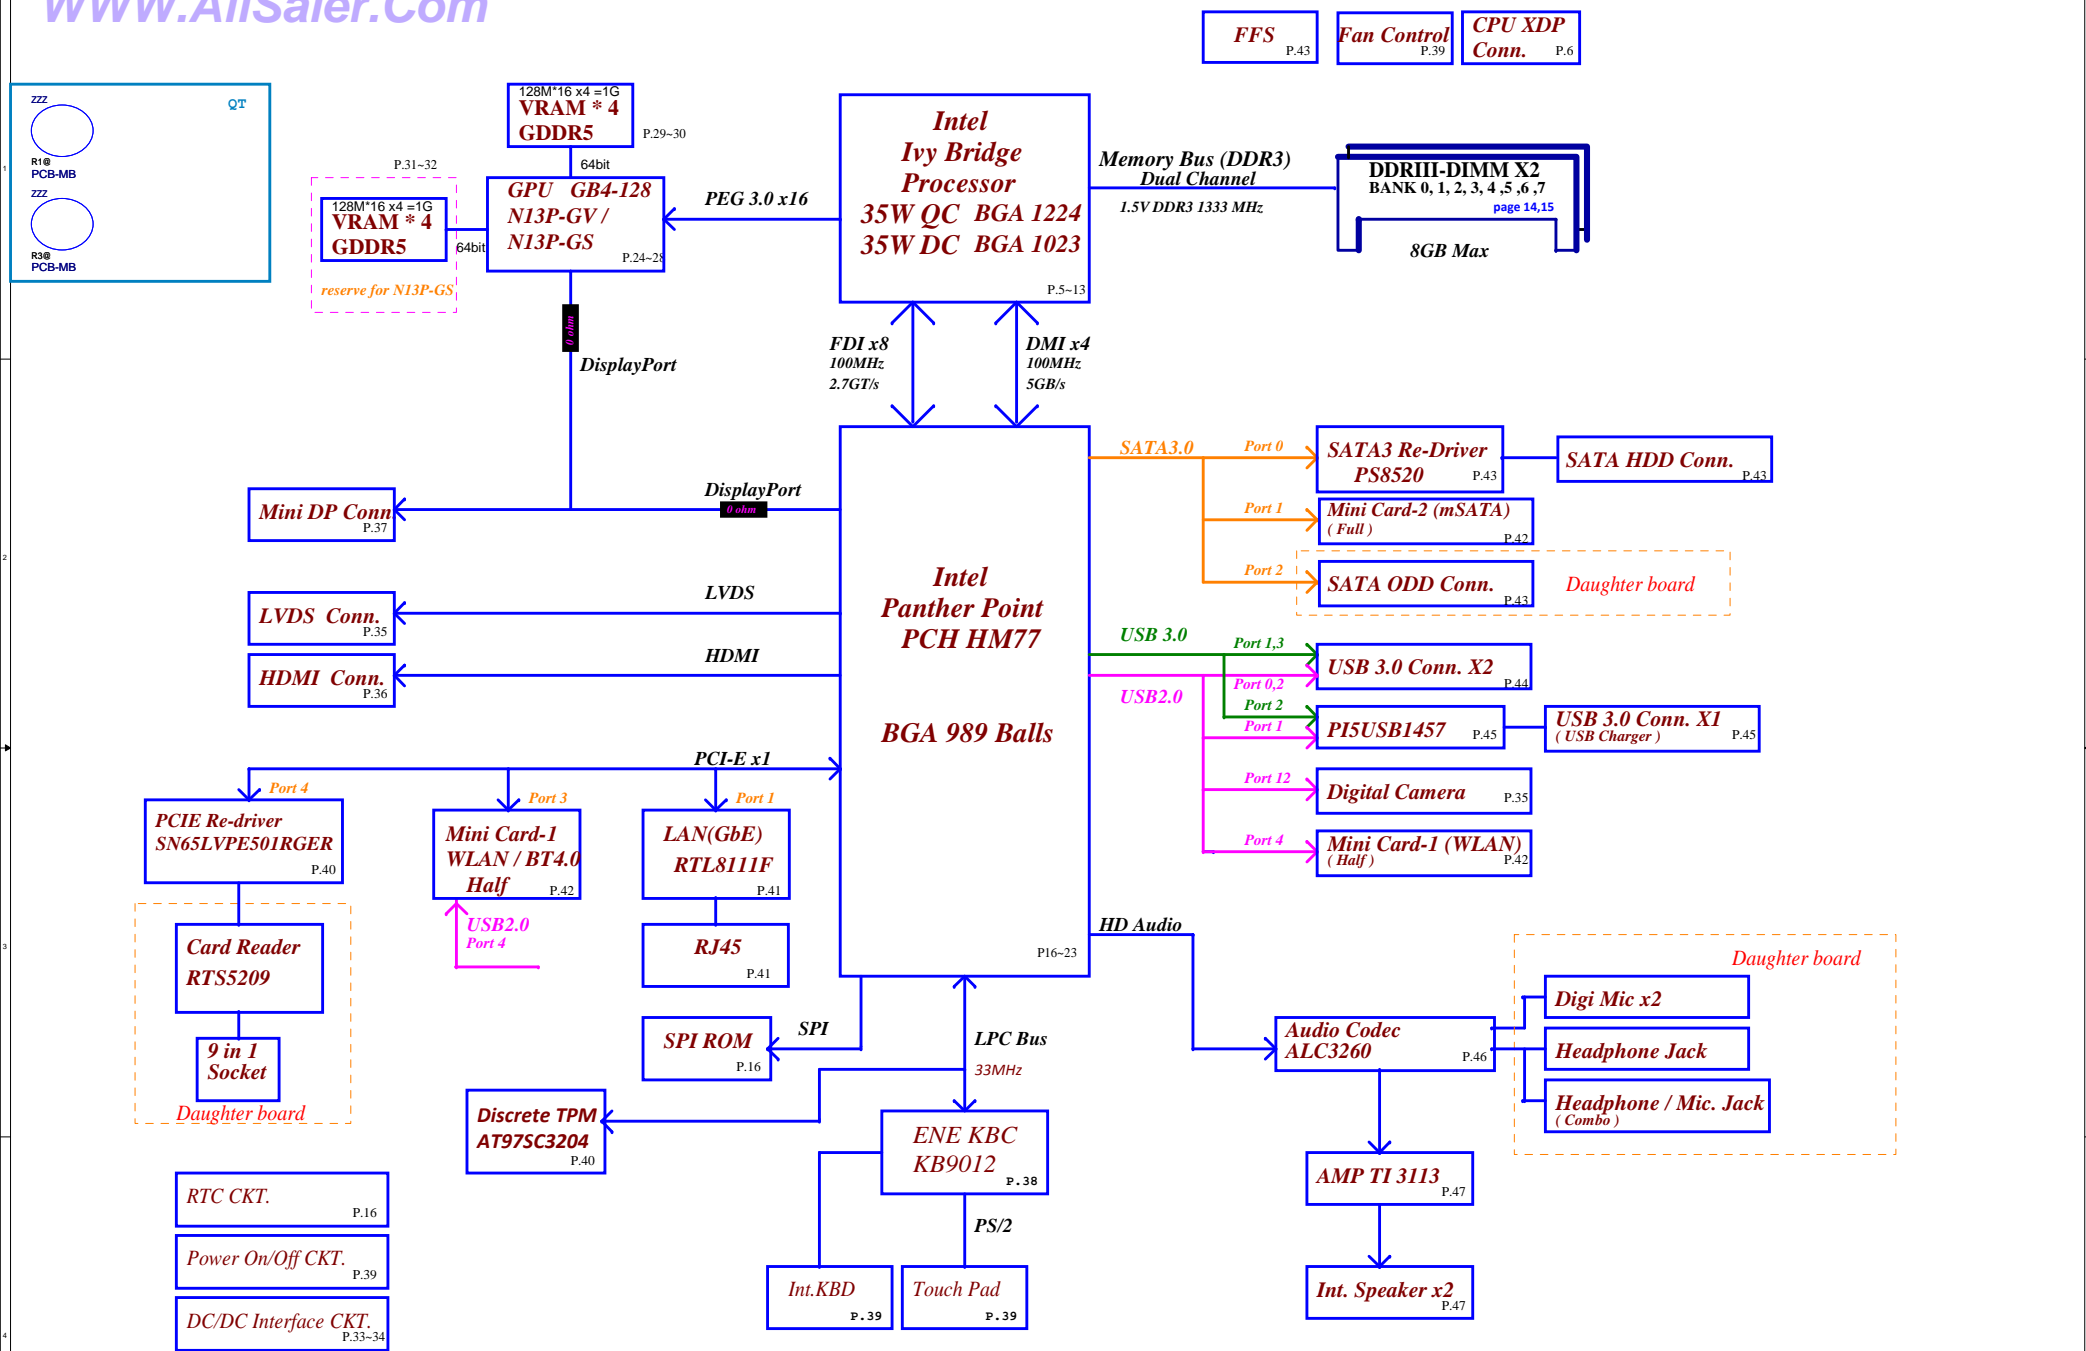 WWW.AllSaler.Com
FFS
P.43
Fan Control
P.39
CPU XDP
Conn.
P.6
ZZZ
QT
R1@
PCB-MB
ZZZ
R3@
PCB-MB
128M*16 x4 =1G
VRAM * 4
GDDR5
P.29~30
64bit
P.31~32
128M*16 x4 =1G
VRAM * 4
GDDR5
64bit
reserve for N13P-GS
GPU GB4-128
N13P-GV /
N13P-GS
P.24~28
PEG 3.0 x16
Intel
Ivy Bridge
Processor
35W QC BGA 1224
35W DC BGA 1023
P.5~13
Memory Bus (DDR3)
Dual Channel
1.5V DDR3 1333 MHz
DDRIII-DIMM X2
BANK 0, 1, 2, 3, 4 ,5 ,6 ,7
page 14,15
8GB Max
0 ohm
DisplayPort
FDI x8
100MHz
2.7GT/s
DMI x4
100MHz
5GB/s
Mini DP Conn
P.37
DisplayPort
0 ohm
LVDS Conn.
P.35
LVDS
HDMI Conn.
P.36
HDMI
Intel
Panther Point
PCH HM77
BGA 989 Balls
P16~23
SATA3.0
Port 0
SATA3 Re-Driver
PS8520
P.43
SATA HDD Conn.
P.43
Port 1
Mini Card-2 (mSATA)
( Full )
P.42
Port 2
SATA ODD Conn.
P.43
Daughter board
USB 3.0
Port 1,3
USB 3.0 Conn. X2
P.44
USB2.0
Port 0,2
Port 2
Port 1
PI5USB1457
P.45
USB 3.0 Conn. X1
( USB Charger )
P.45
Port 12
Digital Camera
P.35
Port 4
Mini Card-1 (WLAN)
( Half )
P.42
PCI-E x1
Port 4
PCIE Re-driver
SN65LVPE501RGER
P.40
Port 3
Mini Card-1
WLAN / BT4.0
Half
P.42
USB2.0
Port 4
Port 1
LAN(GbE)
RTL8111F
P.41
RJ45
P.41
Card Reader
RTS5209
9 in 1
Socket
Daughter board
HD Audio
Daughter board
Digi Mic x2
Audio Codec
ALC3260
P.46
Headphone Jack
Headphone / Mic. Jack
( Combo )
AMP TI 3113
P.47
Int. Speaker x2
P.47
SPI ROM
P.16
SPI
LPC Bus
33MHz
Discrete TPM
AT97SC3204
P.40
ENE KBC
KB9012
P.38
PS/2
Int.KBD
P.39
Touch Pad
P.39
RTC CKT.
P.16
Power On/Off CKT.
P.39
DC/DC Interface CKT.
P.33~34
1
2
3
4